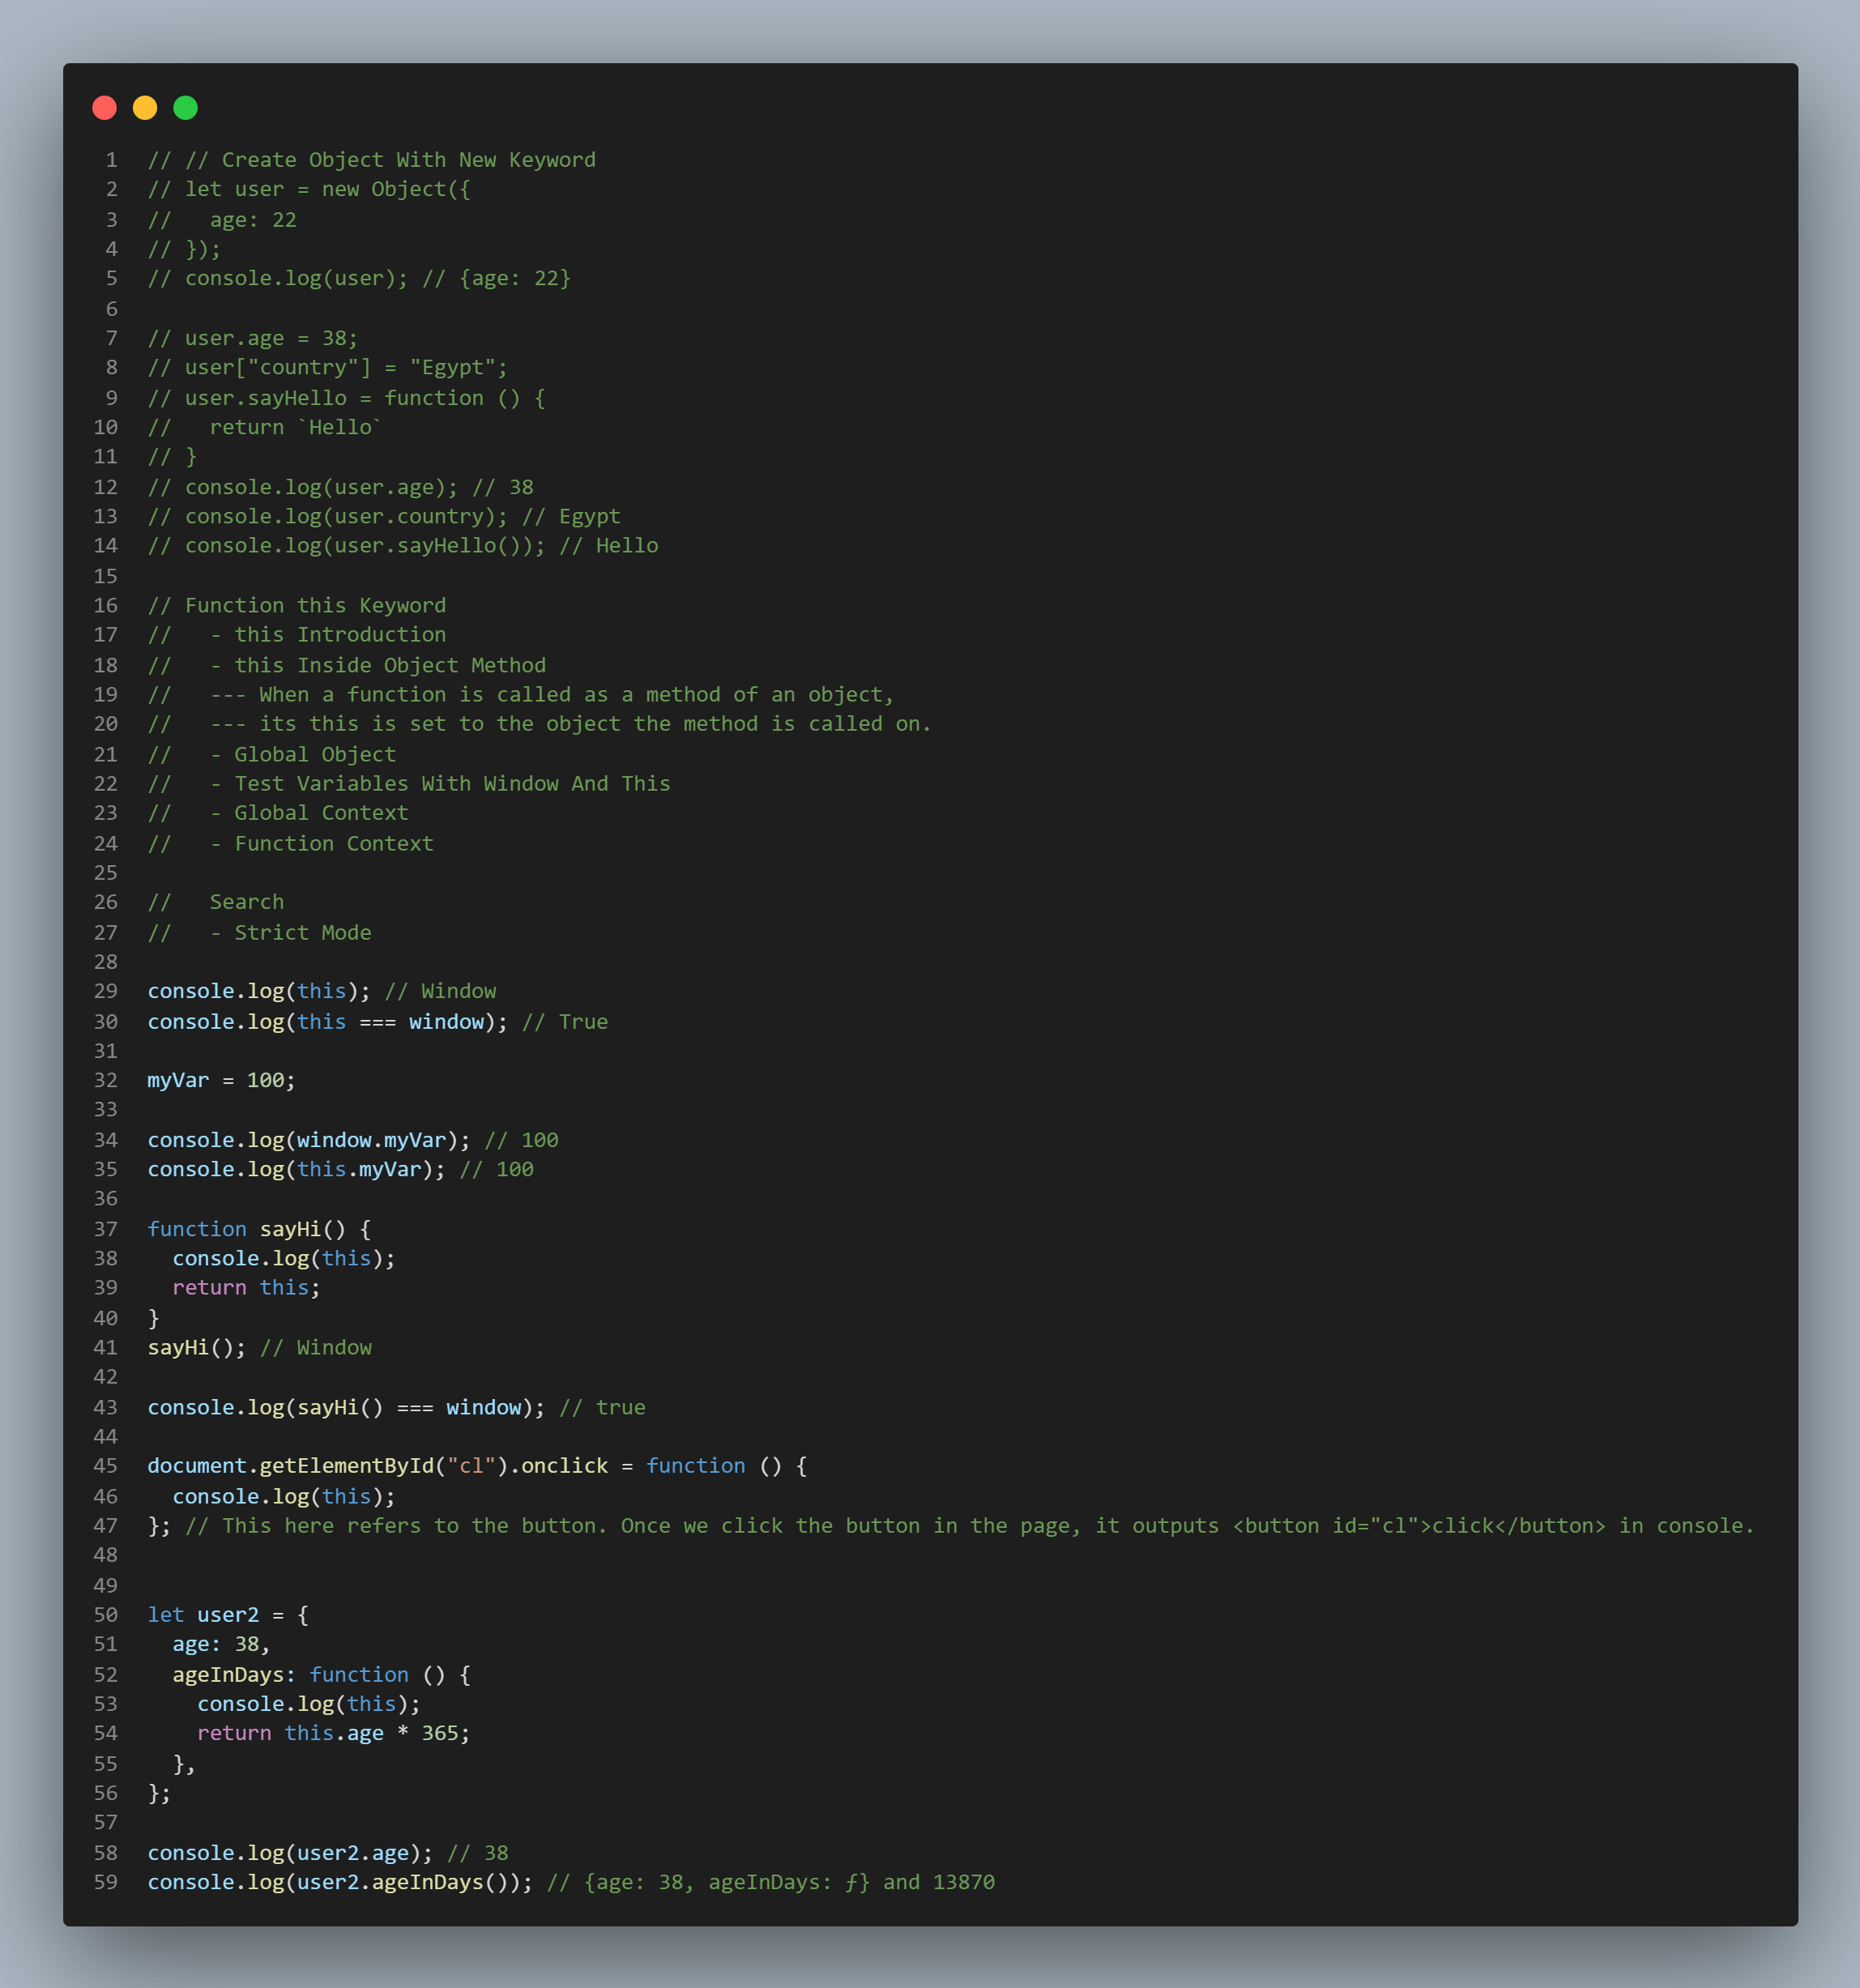 1 // // Create Object With New Keyword
2 // let user = new Object({
3 //   age: 22
4 // });
5 // console.log(user); // {age: 22}
6
7 // user.age = 38;
8 // user["country"] = "Egypt";
9 // user.sayHello = function () {
10 //   return `Hello`
11 // }
12 // console.log(user.age); // 38
13 // console.log(user.country); // Egypt
14 // console.log(user.sayHello()); // Hello
15
16 // Function this Keyword
17 //   - this Introduction
18 //   - this Inside Object Method
19 //   --- When a function is called as a method of an object,
20 //   --- its this is set to the object the method is called on.
21 //   - Global Object
22 //   - Test Variables With Window And This
23 //   - Global Context
24 //   - Function Context
25
26 //   Search
27 //   - Strict Mode
28
29 console.log(this); // Window
30 console.log(this === window); // True
31
32 myVar = 100;
33
34 console.log(window.myVar); // 100
35 console.log(this.myVar); // 100
36
37 function sayHi() {
38   console.log(this);
39   return this;
40 }
41 sayHi(); // Window
42
43 console.log(sayHi() === window); // true
44
45 document.getElementById("cl").onclick = function () {
46   console.log(this);
47 }; // This here refers to the button. Once we click the button in the page, it outputs <button id="cl">click</button> in console.
48
49
50 let user2 = {
51   age: 38,
52   ageInDays: function () {
53     console.log(this);
54     return this.age * 365;
55   },
56 };
57
58 console.log(user2.age); // 38
59 console.log(user2.ageInDays()); // {age: 38, ageInDays: ƒ} and 13870